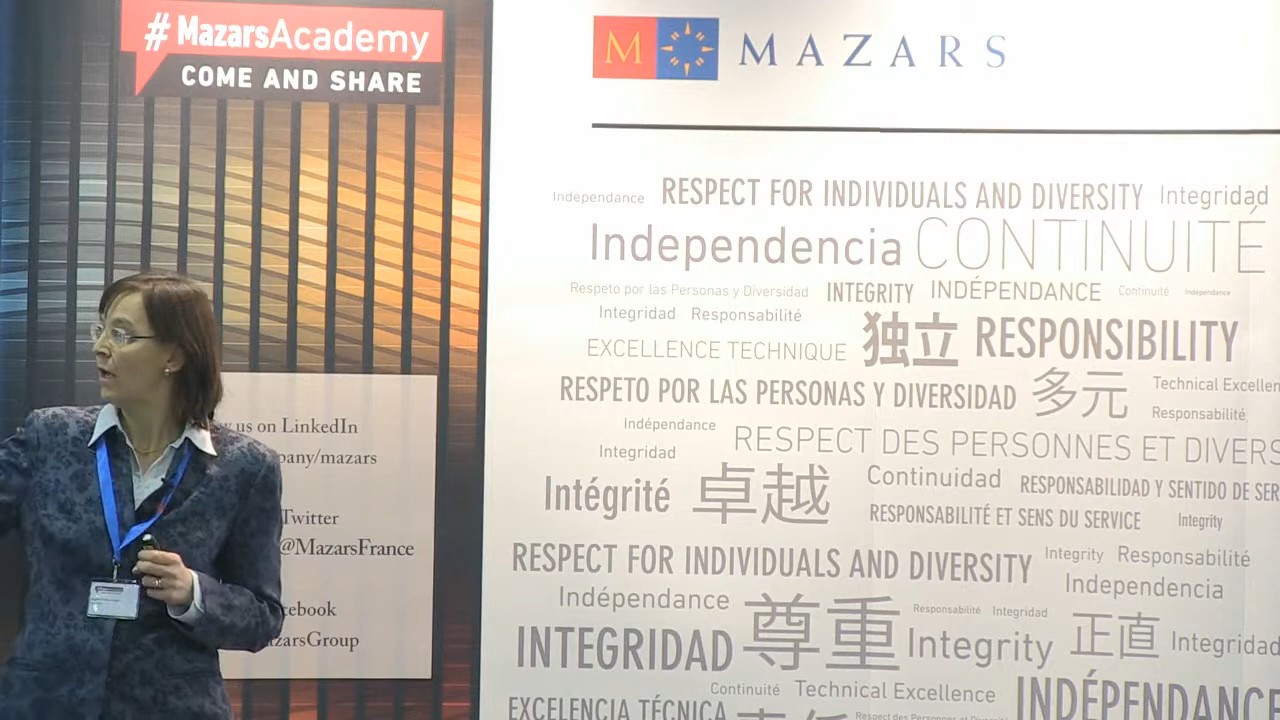 #MazarsAcademy
COME AND SHARE
us on LinkedIn
pany/mazars
Twitter
@MazarsFrance
cebook
azarsGroup
M MAZARS
Independance RESPECT FOR INDIVIDUALS AND DIVERSITY Integridad
Independencia CONTINUITÉ
Respeto por las Personas y Diversidad INTEGRITY INDÉPENDANCE Continuité Independance
Integridad Responsabilité
EXCELLENCE TECHNIQUE 独立 RESPONSIBILITY
RESPETO POR LAS PERSONAS Y DIVERSIDAD 多元 Technical Excellen
Responsabilité
Indépendance
RESPECT DES PERSONNES ET DIVERS
Integridad
Intégrité 卓越 Continuidad RESPONSABILIDAD Y SENTIDO DE SER
RESPONSABILITÉ ET SENS DU SERVICE Integrity
RESPECT FOR INDIVIDUALS AND DIVERSITY Integrity Responsabilité
Indépendance Independencia
INTEGRIDAD 尊重 Responsabilité Integridad
Integrity 正直 Integridad
Continuité Technical Excellence INDÉPENDANCE
EXCELENCIA TÉCNICA